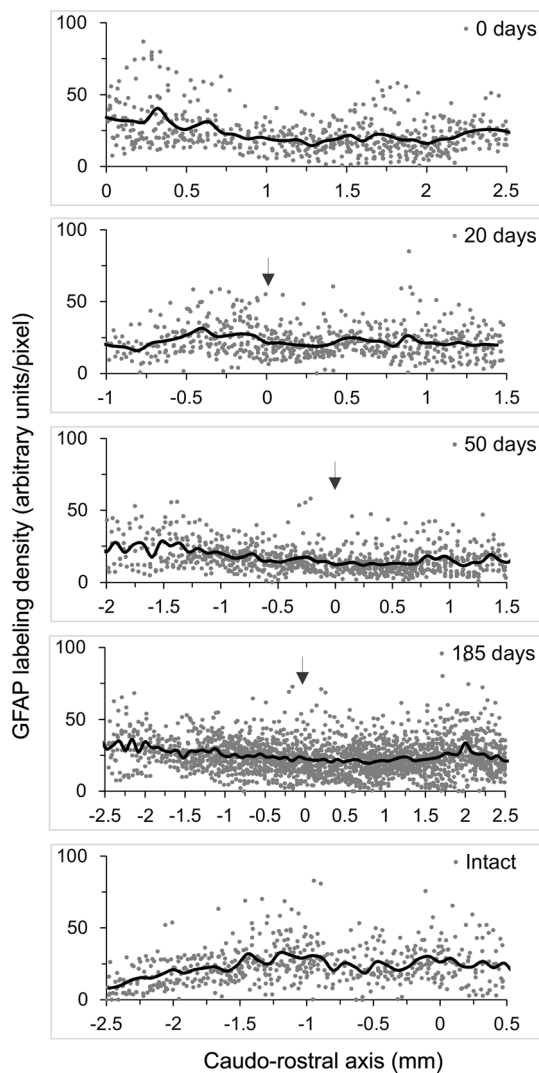 GFAP labeling density (arbitrary units/pixel)
0 days
100
75
50
25
0
0 0.5 1 1.5 2 2.5
20 days
100
50
0
-1 -0.5 0 0.5 1 1.5
50 days
100
50
0
-2 -1.5 -1 -0.5 0 0.5 1 1.5
185 days
100
50
0
-2.5 -2 -1.5 -1 -0.5 0 0.5 1 1.5 2 2.5
Intact
100
50
0
-2.5 -2 -1.5 -1 -0.5 0 0.5
Caudo-rostral axis (mm)